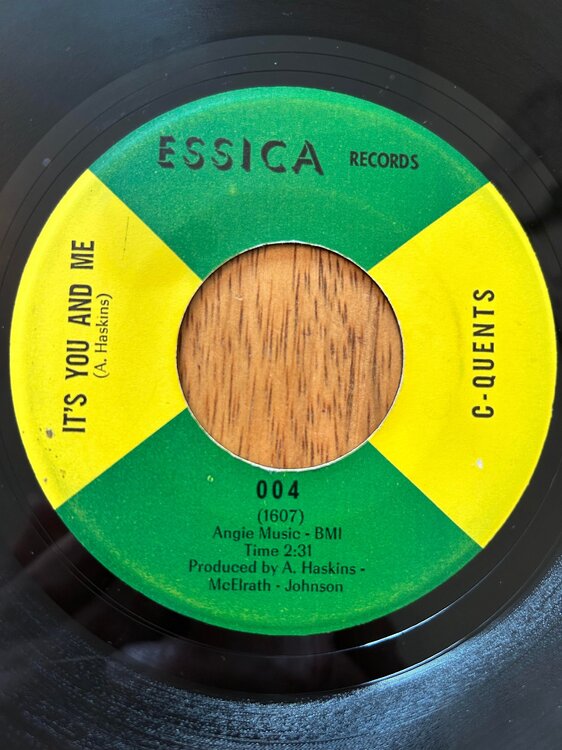 ESSICA RECORDS
IT'S YOU AND ME
(A. Haskins)
C-QUENTS
004
(1607)
Angie Music - BMI
Time 2:31
Produced by A. Haskins -
McElrath - Johnson